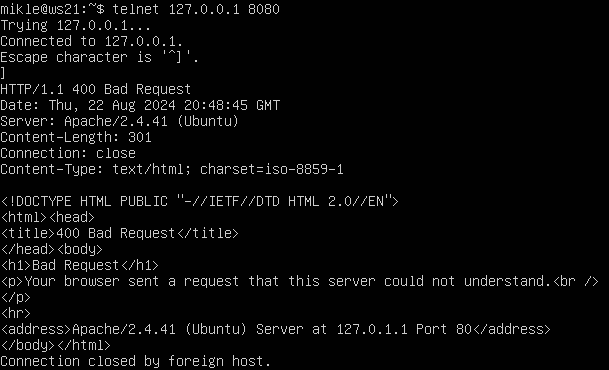 mikle@ws21:~$ telnet 127.0.0.1 8080
Trying 127.0.0.1...
Connected to 127.0.0.1.
Escape character is '^]'.
]
HTTP/1.1 400 Bad Request
Date: Thu, 22 Aug 2024 20:48:45 GMT
Server: Apache/2.4.41 (Ubuntu)
Content-Length: 301
Connection: close
Content-Type: text/html; charset=iso-8859-1

<!DOCTYPE HTML PUBLIC "-//IETF//DTD HTML 2.0//EN">
<html><head>
<title>400 Bad Request</title>
</head><body>
<h1>Bad Request</h1>
<p>Your browser sent a request that this server could not understand.<br />
</p>
<hr>
<address>Apache/2.4.41 (Ubuntu) Server at 127.0.1.1 Port 80</address>
</body></html>
Connection closed by foreign host.